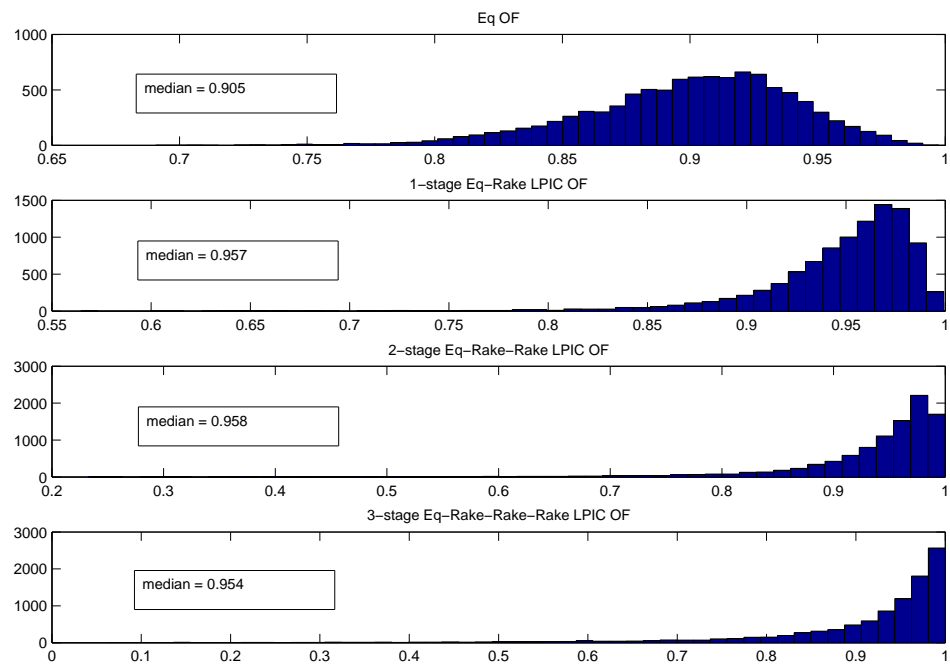 Eq OF
1000
500
0
median = 0.905
0.65 0.7 0.75 0.8 0.85 0.9 0.95 1
1−stage Eq−Rake LPIC OF
1500
1000
500
0
median = 0.957
0.55 0.6 0.65 0.7 0.75 0.8 0.85 0.9 0.95 1
2−stage Eq−Rake−Rake LPIC OF
3000
2000
1000
0
median = 0.958
0.2 0.3 0.4 0.5 0.6 0.7 0.8 0.9 1
3−stage Eq−Rake−Rake−Rake LPIC OF
3000
2000
1000
0
median = 0.954
0 0.1 0.2 0.3 0.4 0.5 0.6 0.7 0.8 0.9 1